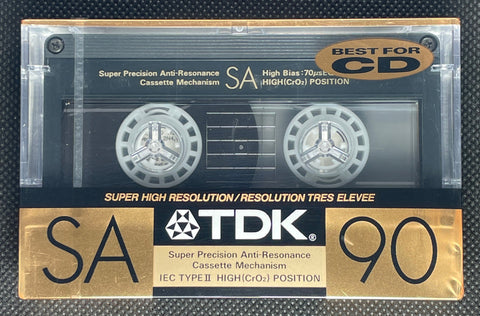 BEST FOR
CD
Super Precision Anti-Resonance
Cassette Mechanism
SA
High Bias:70μsEQ
HIGH(CrO₂) POSITION
SUPER HIGH RESOLUTION/RESOLUTION TRES ELEVEE
SA
TDK®
90
Super Precision Anti-Resonance
Cassette Mechanism
IEC TYPE II HIGH(CrO₂) POSITION